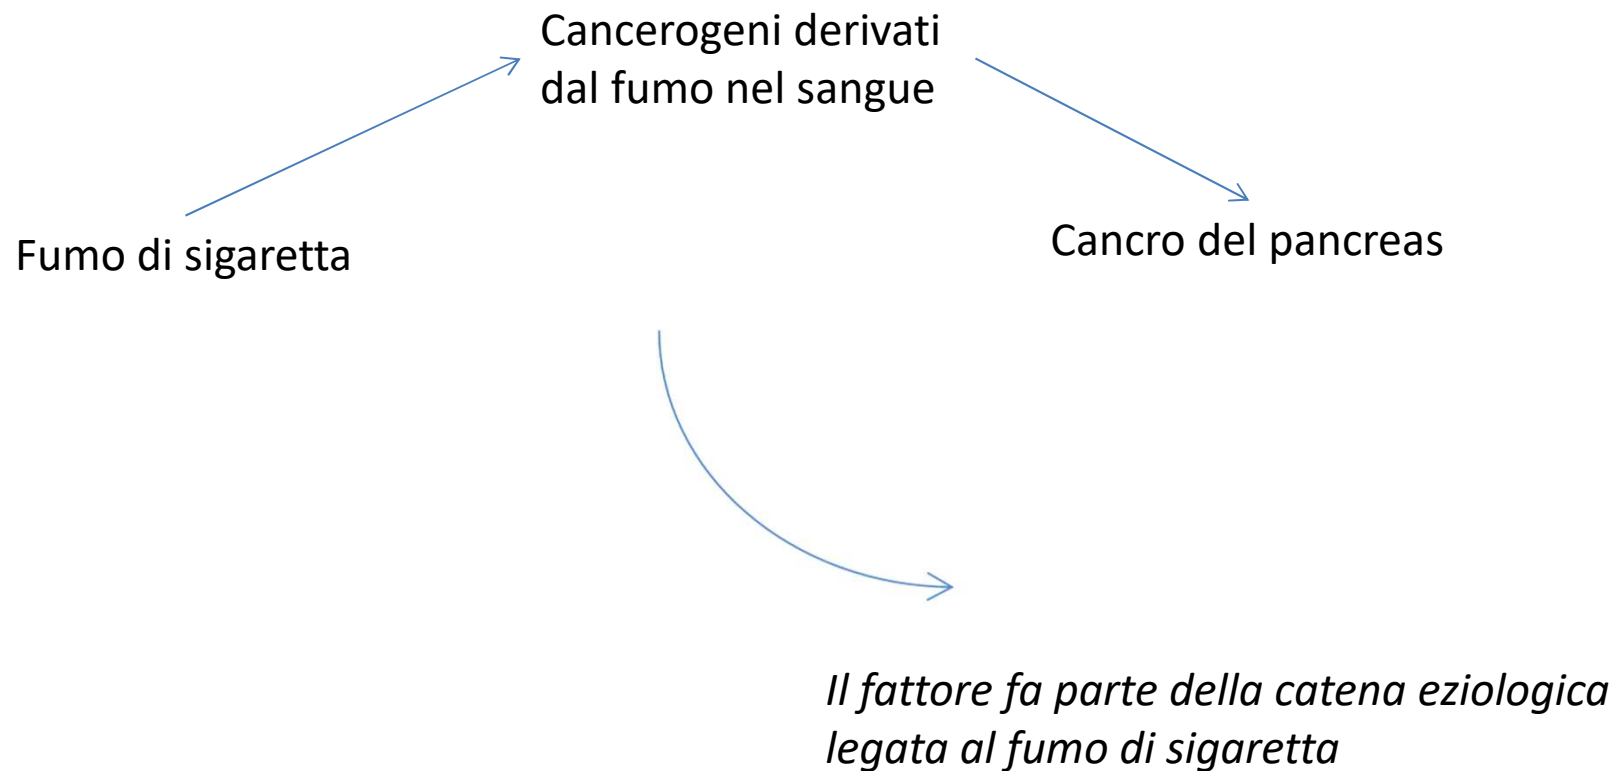 Cancerogeni derivati
dal fumo nel sangue
Fumo di sigaretta
Cancro del pancreas
Il fattore fa parte della catena eziologica
legata al fumo di sigaretta